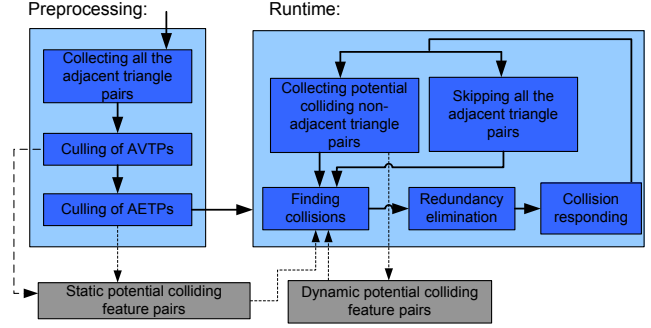 Preprocessing:
Runtime:
Collecting all the
adjacent triangle
pairs
Culling of AVTPs
Culling of AETPs
Collecting potential
colliding non-
adjacent triangle
pairs
Skipping all the
adjacent triangle
pairs
Finding
collisions
Redundancy
elimination
Collision
responding
Static potential colliding
feature pairs
Dynamic potential colliding
feature pairs